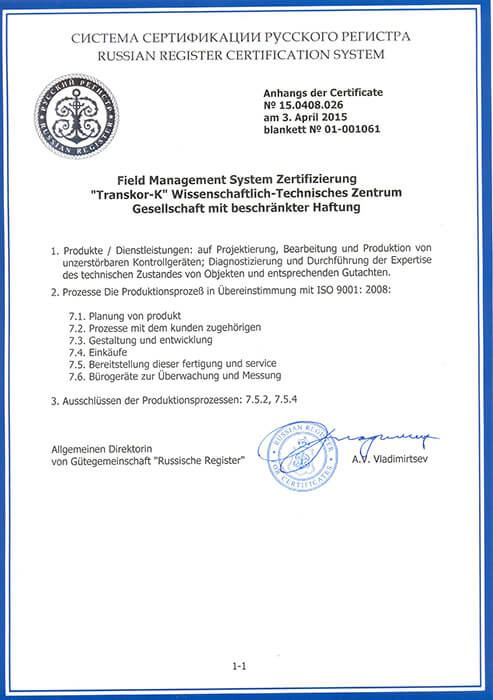 СИСТЕМА СЕРТИФИКАЦИИ РУССКОГО РЕГИСТРА
RUSSIAN REGISTER CERTIFICATION SYSTEM
РУССКИЙ РЕГИСТР
RUSSIAN REGISTER
Anhangs der Certificate
№ 15.0408.026
am 3. April 2015
blankett № 01-001061
Field Management System Zertifizierung
"Transkor-K" Wissenschaftlich-Technisches Zentrum
Gesellschaft mit beschränkter Haftung
1. Produkte / Dienstleistungen: auf Projektierung, Bearbeitung und Produktion von
unzerstörbaren Kontrollgeräten; Diagnostizierung und Durchführung der Expertise
des technischen Zustandes von Objekten und entsprechenden Gutachten.
2. Prozesse Die Produktionsprozeß in Übereinstimmung mit ISO 9001: 2008:
7.1. Planung von produkt
7.2. Prozesse mit dem kunden zugehörigen
7.3. Gestaltung und entwicklung
7.4. Einkäufe
7.5. Bereitstellung dieser fertigung und service
7.6. Bürogeräte zur Überwachung und Messung
3. Ausschlüssen der Produktionsprozessen: 7.5.2, 7.5.4
Allgemeinen Direktorin
von Gütegemeinschaft "Russische Register"
RUSSIAN REGISTER
FOR CERTIFICATES
A.V. Vladimirtsev
1-1